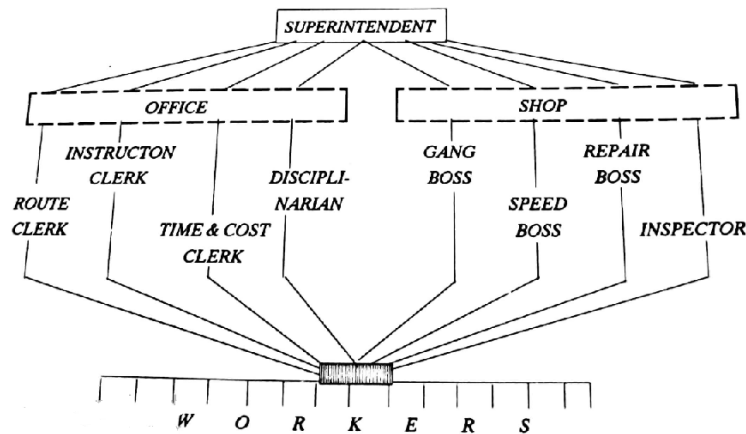 SUPERINTENDENT
OFFICE
SHOP
ROUTE
CLERK
INSTRUCTON
CLERK
TIME & COST
CLERK
DISCIPLI-
NARIAN
GANG
BOSS
SPEED
BOSS
REPAIR
BOSS
INSPECTOR
W O R K E R S